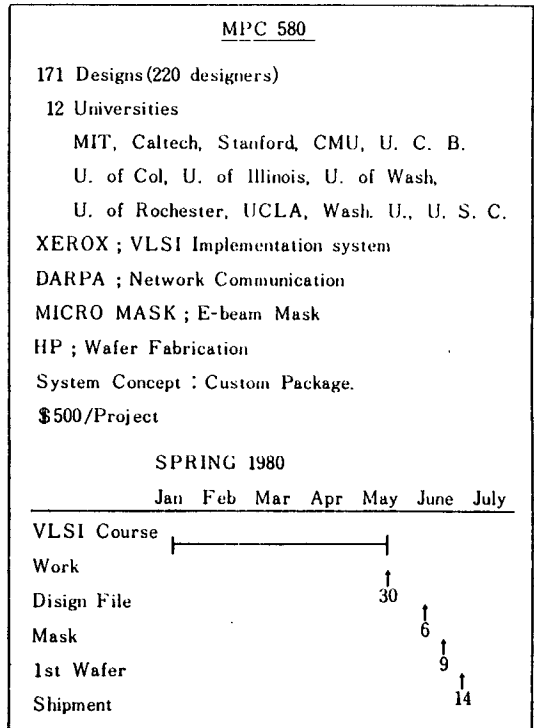 MPC 580
171 Designs (220 designers)
12 Universities
MIT, Caltech, Stanford, CMU, U. C. B.
U. of Col, U. of Illinois, U. of Wash,
U. of Rochester, UCLA, Wash. U., U. S. C.
XEROX ; VLSI Implementation system
DARPA ; Network Communication
MICRO MASK ; E-beam Mask
HP ; Wafer Fabrication
System Concept : Custom Package.
$500/Project
SPRING 1980
Jan Feb Mar Apr May June July
VLSI Course
Work
30
Disign File
6
Mask
9
1st Wafer
14
Shipment